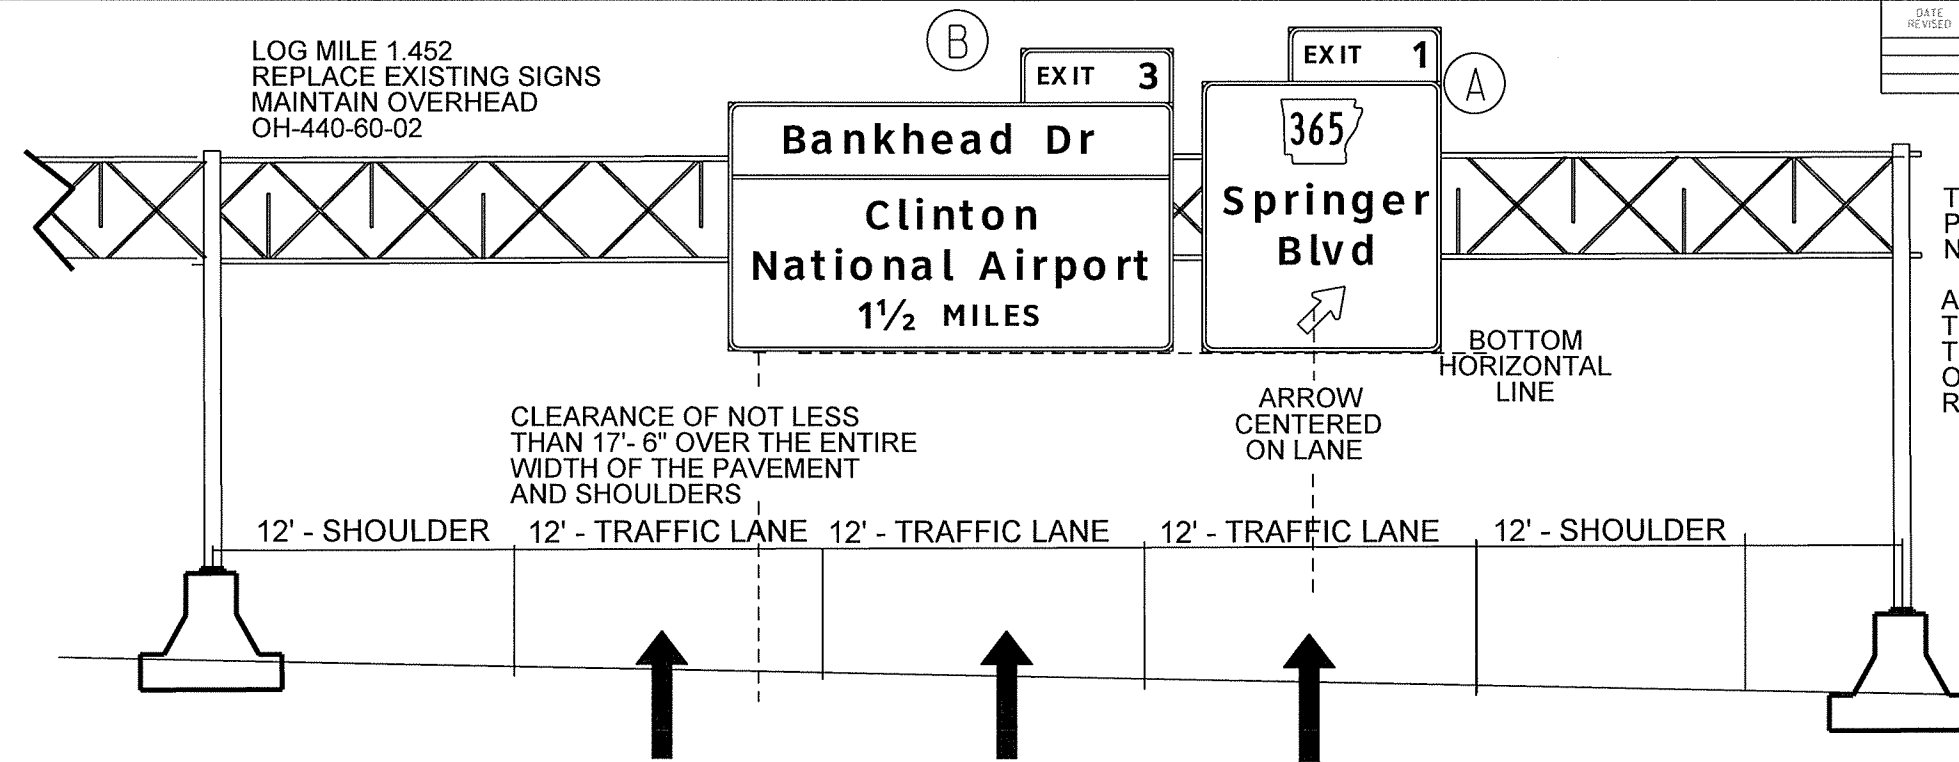 DATE
REVISED
LOG MILE 1.452
REPLACE EXISTING SIGNS
MAINTAIN OVERHEAD
OH-440-60-02
B
EXIT 3
Bankhead Dr
Clinton
National Airport
1½ MILES
EXIT 1
A
365
Springer
Blvd
T
P
N
A
T
T
O
R
BOTTOM
HORIZONTAL
LINE
ARROW
CENTERED
ON LANE
CLEARANCE OF NOT LESS
THAN 17'- 6" OVER THE ENTIRE
WIDTH OF THE PAVEMENT
AND SHOULDERS
12' - SHOULDER
12' - TRAFFIC LANE
12' - TRAFFIC LANE
12' - TRAFFIC LANE
12' - SHOULDER